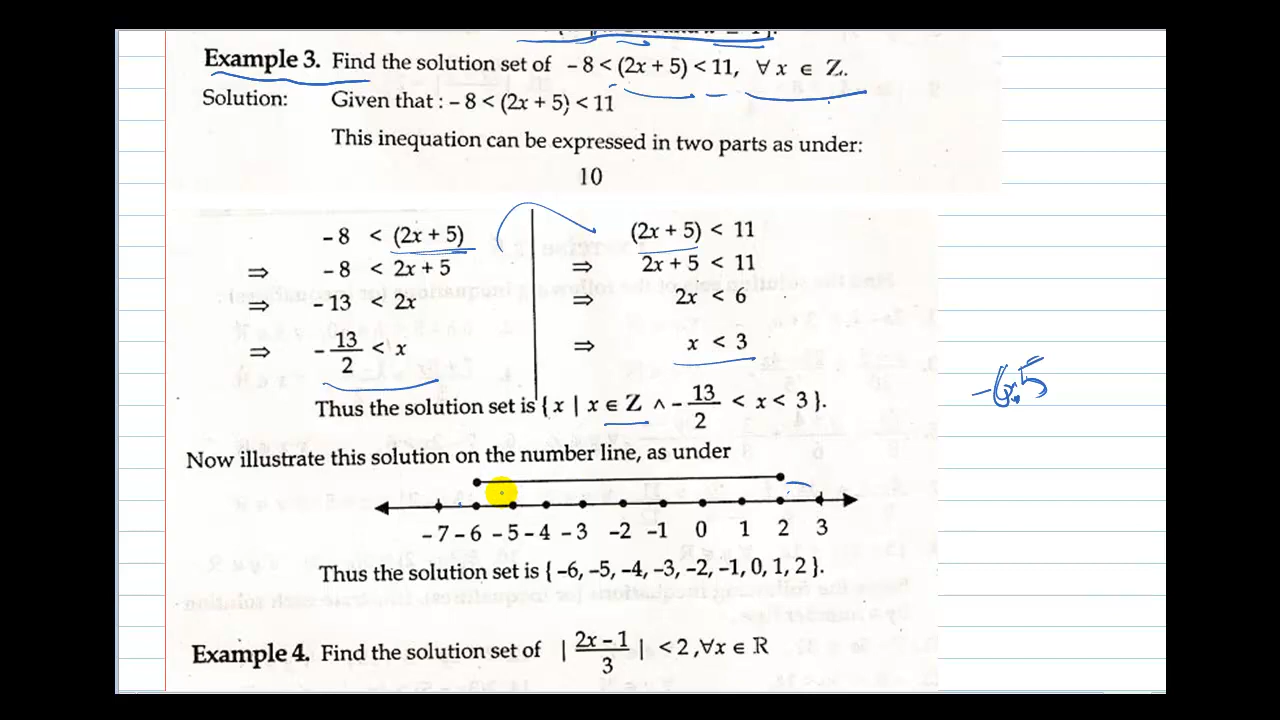 Example 3. Find the solution set of - 8 < (2x + 5) < 11, ∀ x ∈ Z.
Solution: Given that : - 8 < (2x + 5) < 11
This inequation can be expressed in two parts as under:
10
- 8 < (2x + 5) (2x + 5) < 11
⇒ - 8 < 2x + 5 ⇒ 2x + 5 < 11
⇒ - 13 < 2x ⇒ 2x < 6
⇒ - 13/2 < x ⇒ x < 3
-6.5
Thus the solution set is { x | x ∈ Z ∧ - 13/2 < x < 3 }.
Now illustrate this solution on the number line, as under
- 7 - 6 - 5 - 4 - 3 -2 -1 0 1 2 3
Thus the solution set is { -6, -5, -4, -3, -2, -1, 0, 1, 2 }.
Example 4. Find the solution set of | 2x - 1/3 | < 2 ,∀x ∈ ℝ